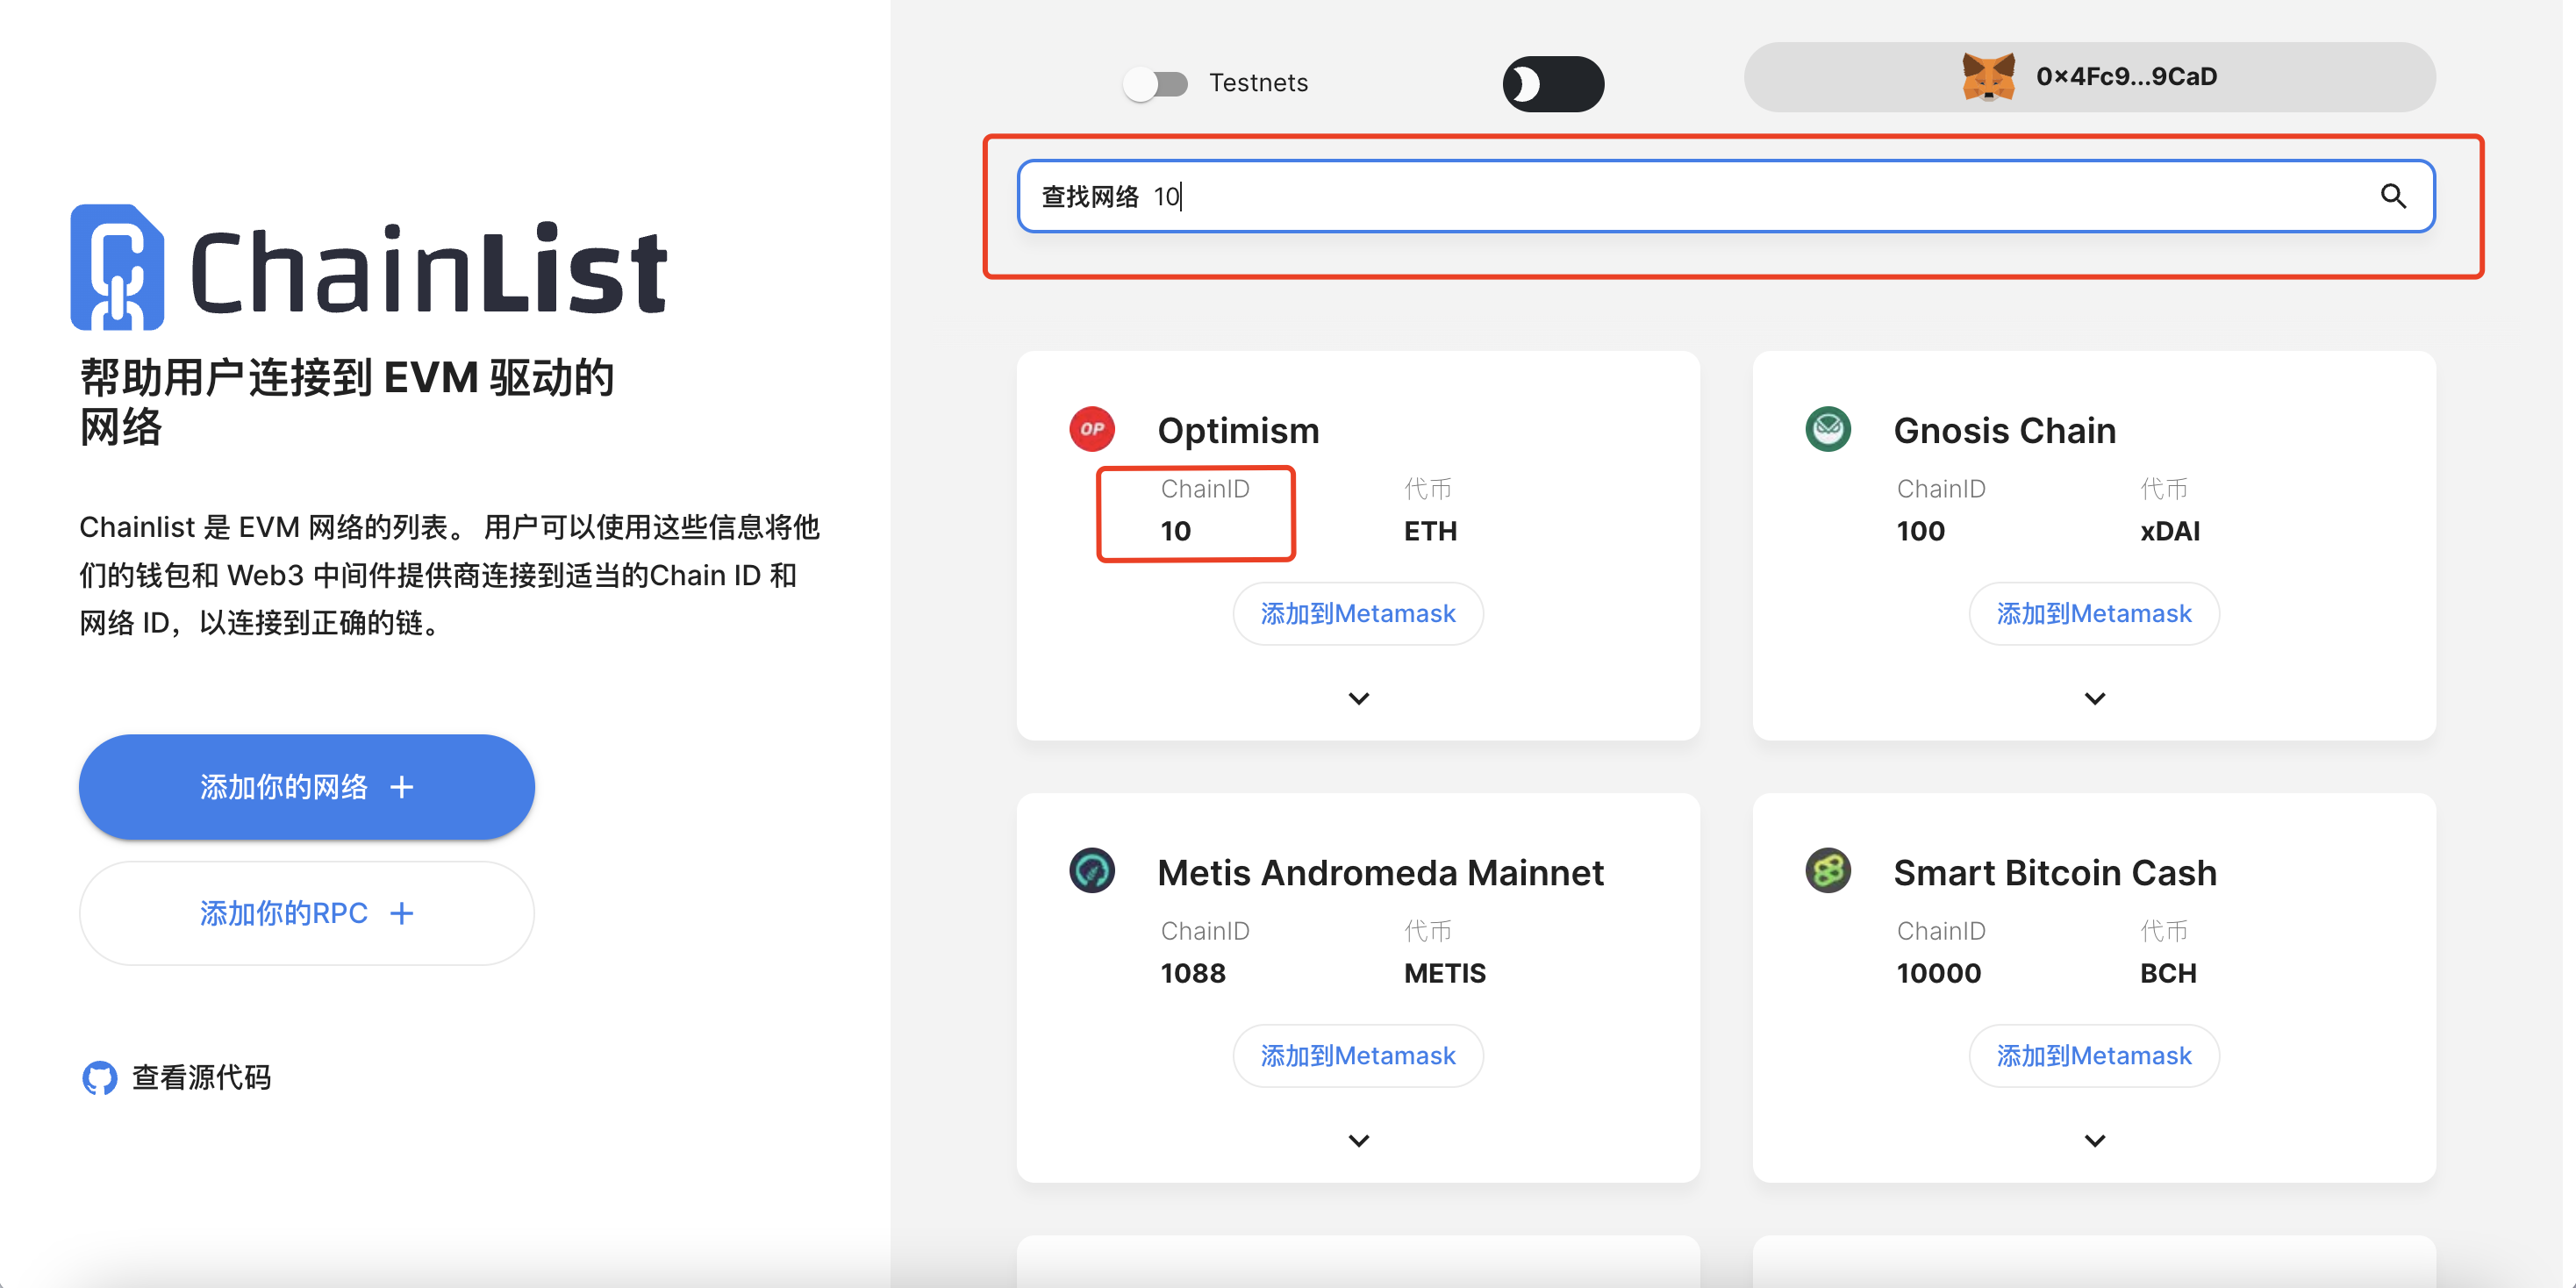 ChainList
帮助用户连接到 EVM 驱动的
网络
Chainlist 是 EVM 网络的列表。 用户可以使用这些信息将他
们的钱包和 Web3 中间件提供商连接到适当的Chain ID 和
网络 ID，以连接到正确的链。
添加你的网络 +
添加你的RPC +
查看源代码
Testnets
0x4Fc9...9CaD
查找网络 10
OP
Optimism
ChainID 代币
10 ETH
添加到Metamask
Gnosis Chain
ChainID 代币
100 xDAI
添加到Metamask
Metis Andromeda Mainnet
ChainID 代币
1088 METIS
添加到Metamask
Smart Bitcoin Cash
ChainID 代币
10000 BCH
添加到Metamask